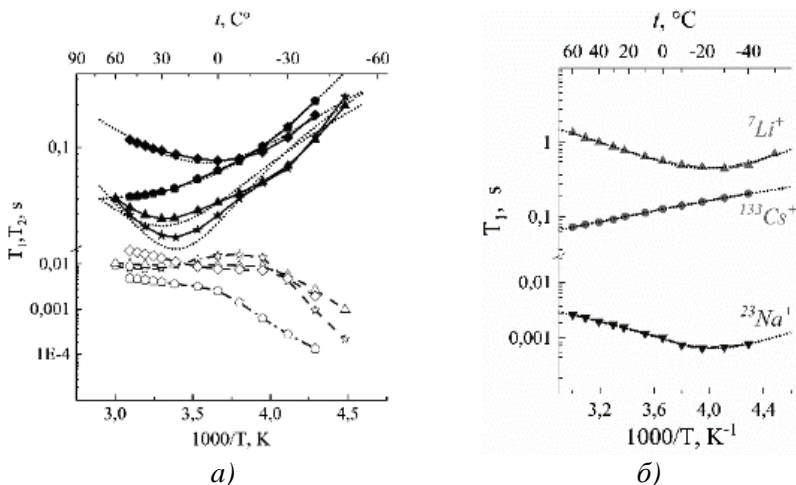 t, C°
90 60 30 0 -30 -60
0,1
0,01
0,001
1E-4
T₁,T₂, s
3,0 3,5 4,0 4,5
1000/T, K
а)
t, °C
60 40 20 0 -20 -40
1
0,1
0,01
0,001
T₁, s
⁷Li⁺
¹³³Cs⁺
²³Na⁺
3,2 3,6 4,0 4,4
1000/T, K⁻¹
б)